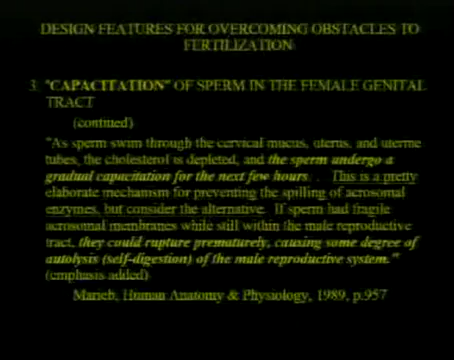 DESIGN FEATURES FOR OVERCOMING OBSTACLES TO
FERTILIZATION
3. "CAPACITATION" OF SPERM IN THE FEMALE GENITAL
TRACT
(contined)
"As sperm swim through the cervical mucus, uterus, and uterine
tubes, the cholesterol is depleted, and the sperm undergo a
gradual capacitation for the next few hours. . This is a pretty
elaborate mechanism for preventing the spilling of acrosomal
enzymes, but consider the alternative. If sperm had fragile
acrosomal membranes while still within the male reproductive
tract, they could rupture prematurely, causing some degree of
autolysis (self-digestion) of the male reproductive system."
(emphasis added)
Marieb, Human Anatomy & Physiology, 1989, p.957